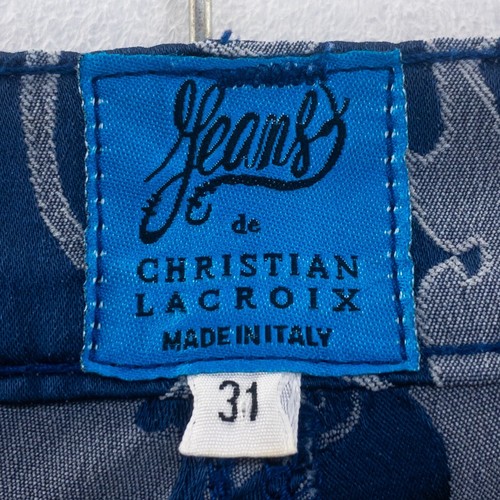 Jeans
de
CHRISTIAN
LACROIX
MADE IN ITALY
31